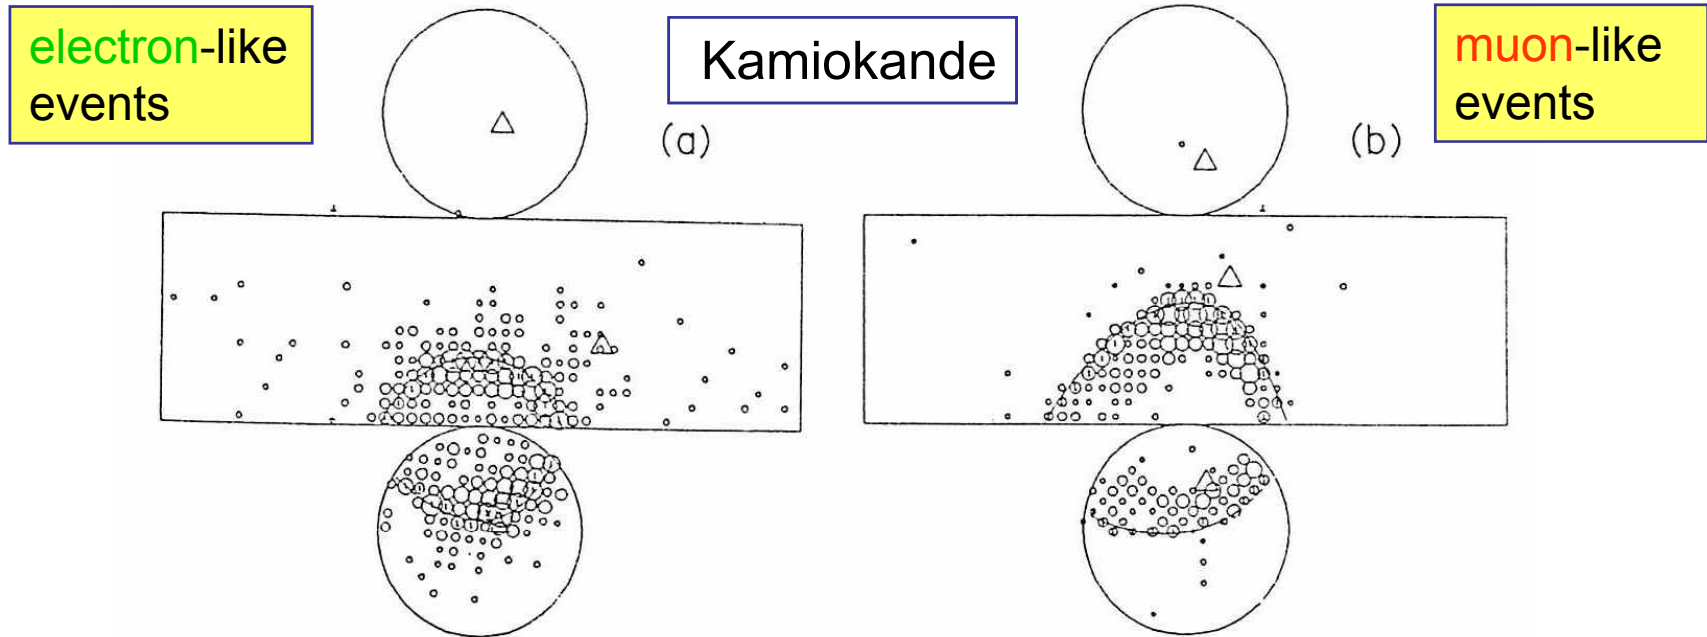 electron-like
events
Kamiokande
muon-like
events
(a)
(b)